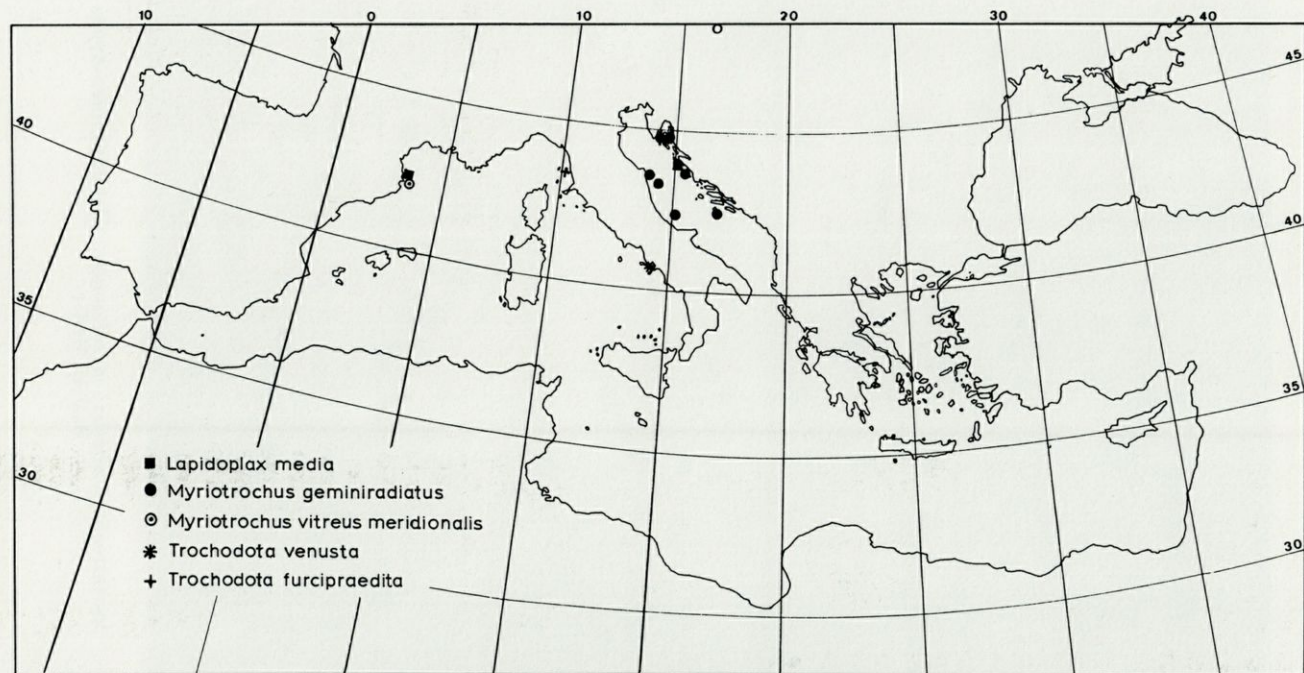 10 0 10 20 30 40
45
40
40
35
35
30
30
■ Lapidoplax media
● Myriotrochus geminiradiatus
⊙ Myriotrochus vitreus meridionalis
✳ Trochodota venusta
+ Trochodota furcipraedita